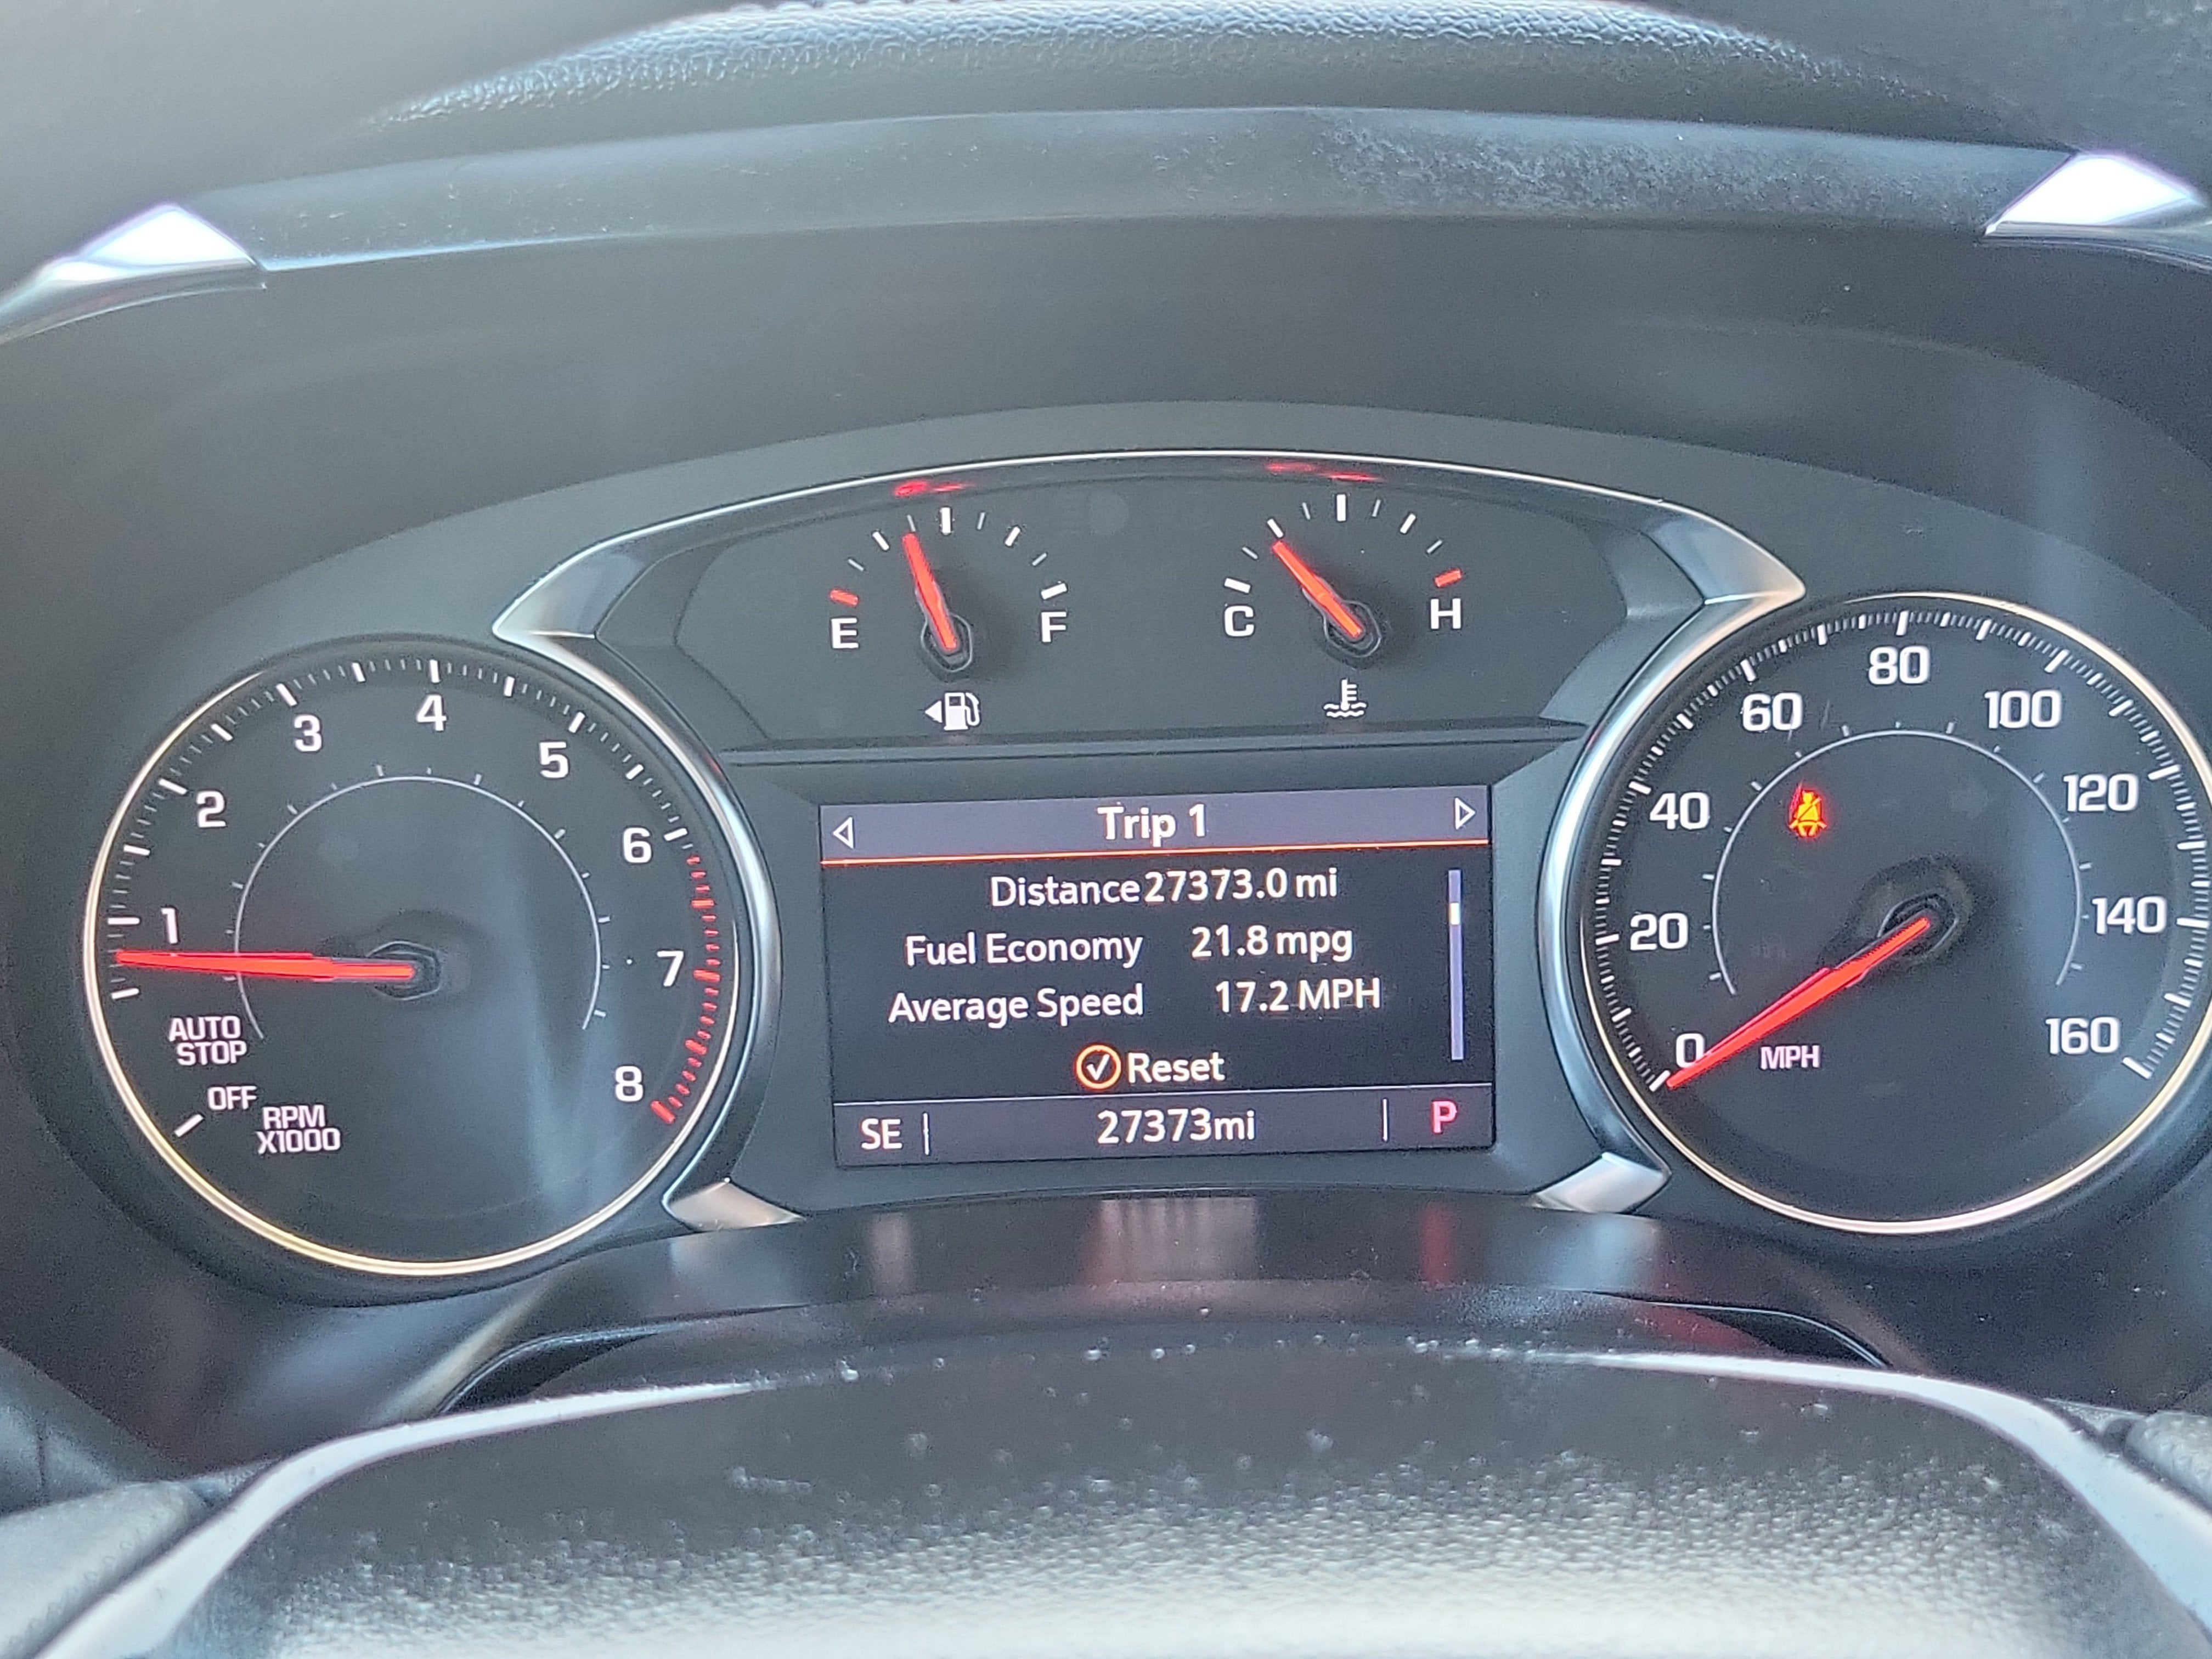 E F
C H
1
2
3
4
5
6
7
8
AUTO
STOP
OFF
RPM
X1000
Trip 1
Distance 27373.0 mi
Fuel Economy 21.8 mpg
Average Speed 17.2 MPH
Reset
SE 27373mi P
0
20
40
60
80
100
120
140
160
MPH